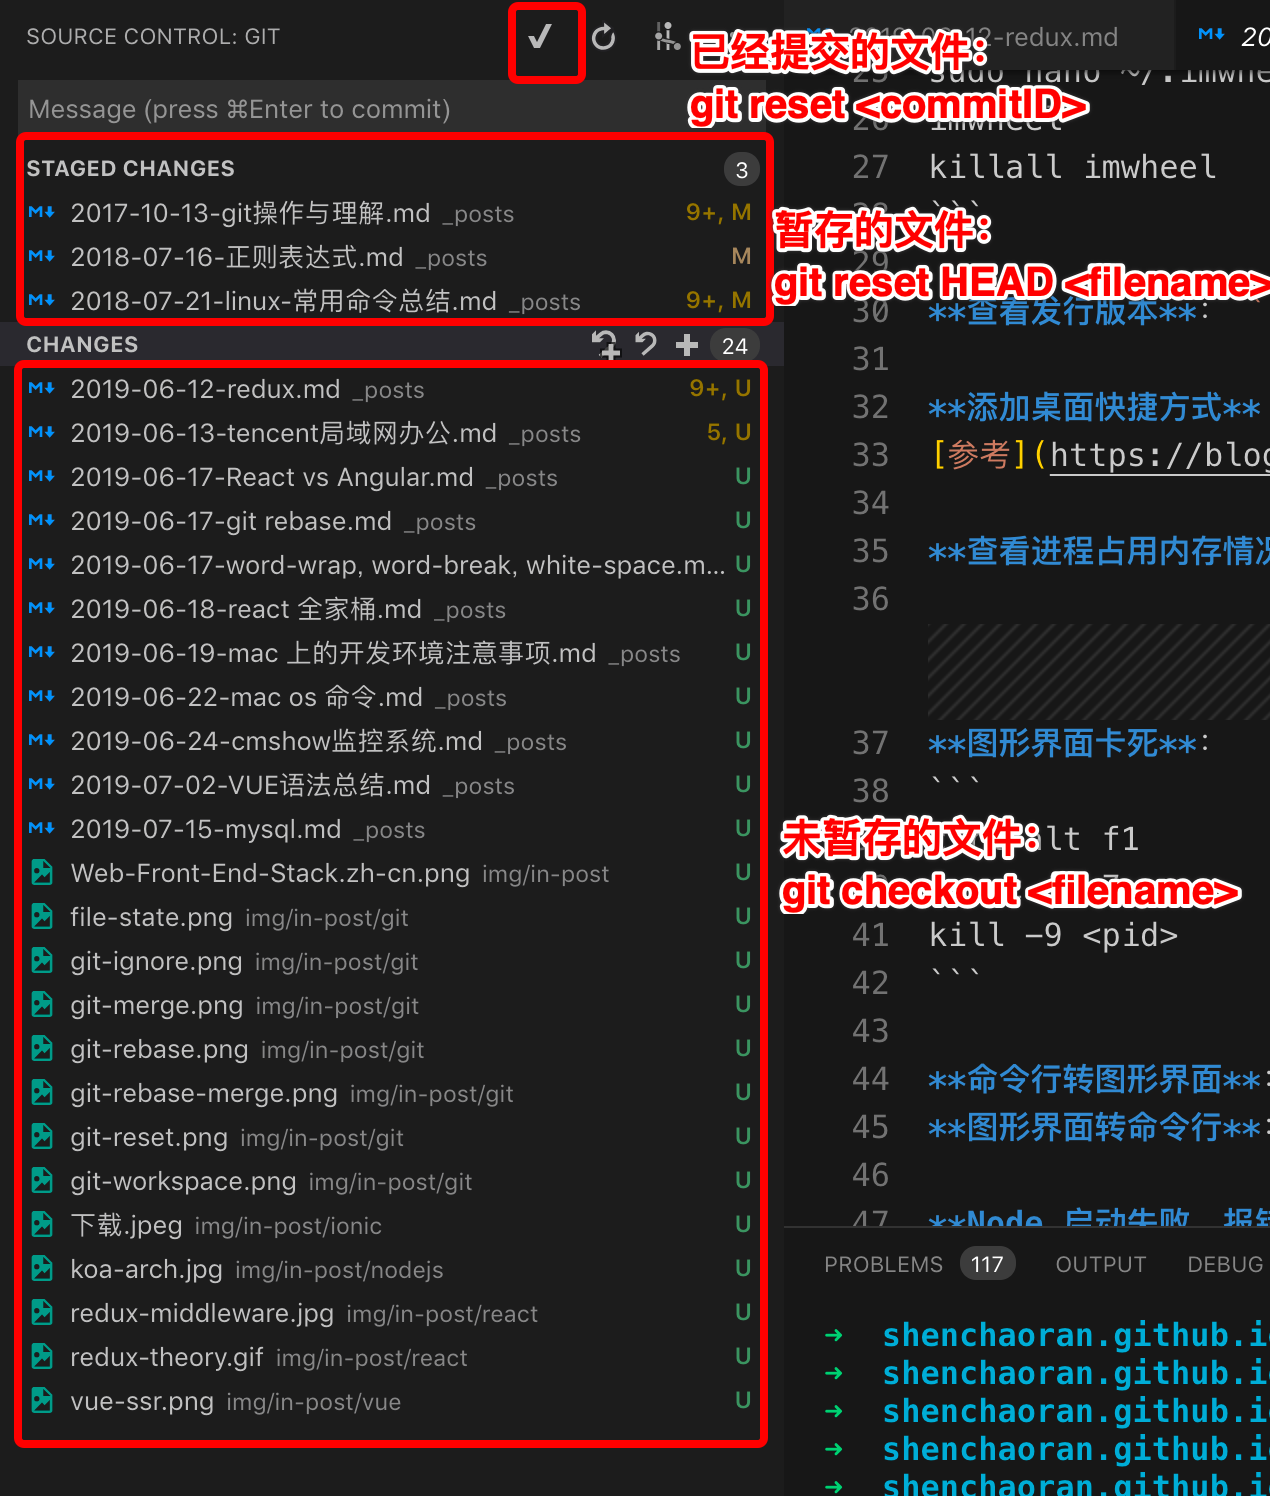 SOURCE CONTROL: GIT
Message (press ⌘Enter to commit)
STAGED CHANGES 3
2017-10-13-git操作与理解.md _posts 9+, M
2018-07-16-正则表达式.md _posts M
2018-07-21-linux-常用命令总结.md _posts 9+, M
CHANGES 24
2019-06-12-redux.md _posts 9+, U
2019-06-13-tencent局域网办公.md _posts 5, U
2019-06-17-React vs Angular.md _posts U
2019-06-17-git rebase.md _posts U
2019-06-17-word-wrap, word-break, white-space.m... U
2019-06-18-react 全家桶.md _posts U
2019-06-19-mac 上的开发环境注意事项.md _posts U
2019-06-22-mac os 命令.md _posts U
2019-06-24-cmshow监控系统.md _posts U
2019-07-02-VUE语法总结.md _posts U
2019-07-15-mysql.md _posts U
Web-Front-End-Stack.zh-cn.png img/in-post U
file-state.png img/in-post/git U
git-ignore.png img/in-post/git U
git-merge.png img/in-post/git U
git-rebase.png img/in-post/git U
git-rebase-merge.png img/in-post/git U
git-reset.png img/in-post/git U
git-workspace.png img/in-post/git U
下载.jpeg img/in-post/ionic U
koa-arch.jpg img/in-post/nodejs U
redux-middleware.jpg img/in-post/react U
redux-theory.gif img/in-post/react U
vue-ssr.png img/in-post/vue U
已经提交的文件:
git reset <commitID>
暂存的文件:
git reset HEAD <filename>
未暂存的文件:
git checkout <filename>
2-redux.md
M↓ 20
imwheel
27 killall imwheel
```
29
30 **查看发行版本**:
31
32 **添加桌面快捷方式**
33 [参考](https://blog
34
35 **查看进程占用内存情况
36
37 **图形界面卡死**:
38 ```
lt f1
41 kill -9 <pid>
42 ```
43
44 **命令行转图形界面**:
45 **图形界面转命令行**:
46
47 **Node 启动失败，报错
PROBLEMS 117 OUTPUT DEBUG
➜ shenchaoran.github.i
➜ shenchaoran.github.i
➜ shenchaoran.github.i
➜ shenchaoran.github.i
➜ shenchaoran.github.i